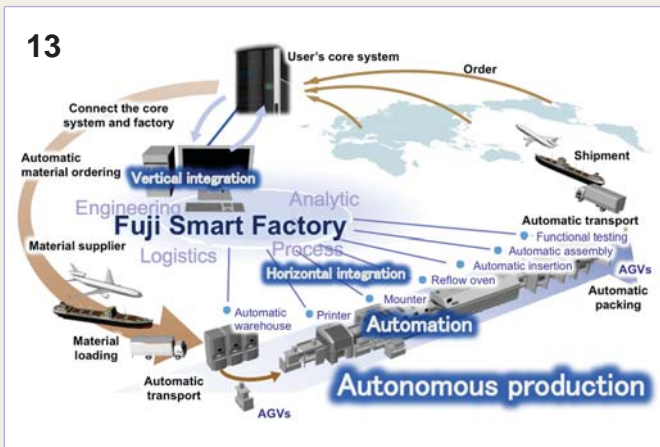 13
User's core system
Order
Connect the core
system and factory
Automatic
material ordering
Vertical integration
Shipment
Analytic
Engineering
Fuji Smart Factory
Logistics
Process
Horizontal integration
Automatic transport
Functional testing
Automatic assembly
Automatic insertion
Reflow oven
Mounter
Printer
Automatic
warehouse
Automation
AGVs
Automatic
packing
Material supplier
Material
loading
Automatic
transport
AGVs
Autonomous production